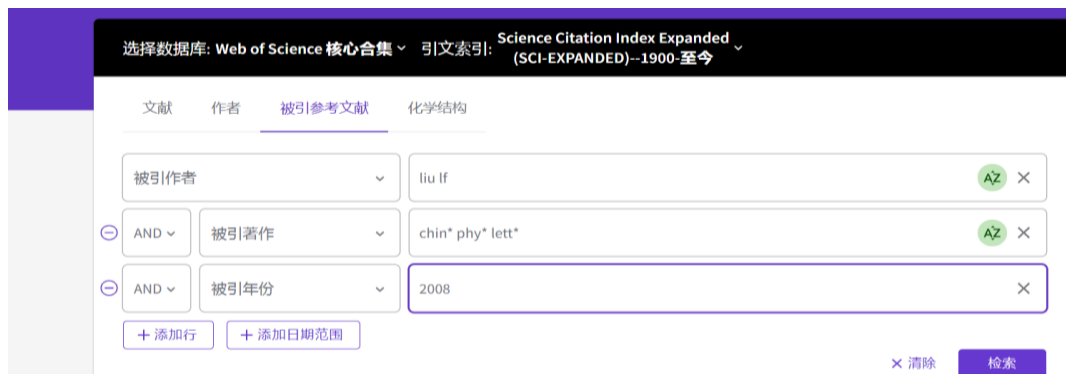 选择数据库: Web of Science 核心合集 引文索引: Science Citation Index Expanded
(SCI-EXPANDED)--1900-至今
文献 作者 被引参考文献 化学结构
被引作者 liu lf AZ
AND 被引著作 chin* phy* lett* AZ
AND 被引年份 2008
+ 添加行 + 添加日期范围
× 清除 检索